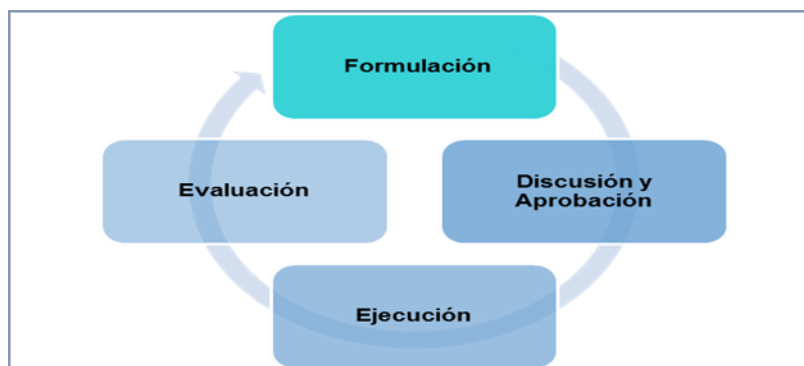 Formulación
Discusión y
Aprobación
Ejecución
Evaluación